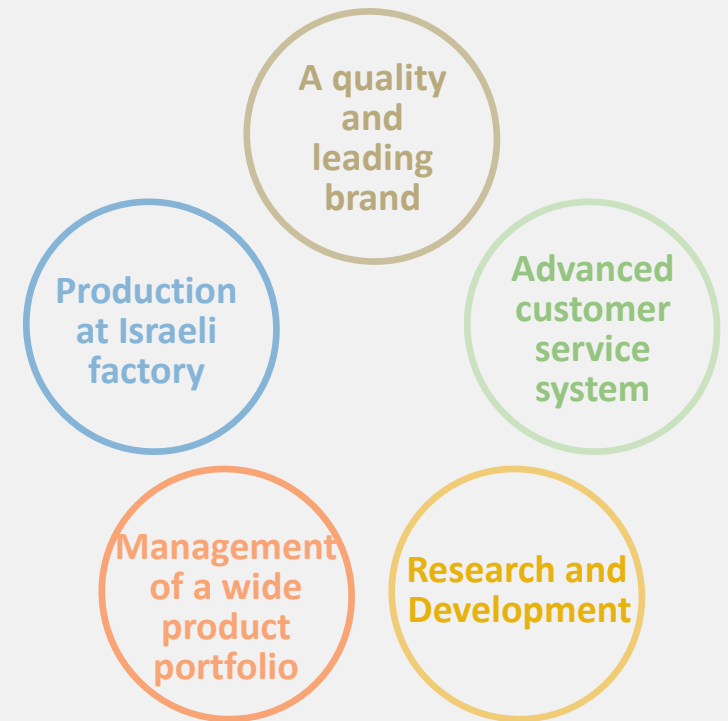 A quality
and
leading
brand
Production
at Israeli
factory
Advanced
customer
service
system
Management
of a wide
product
portfolio
Research and
Development